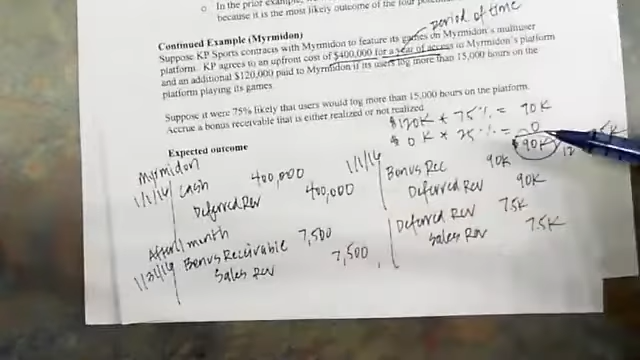 o In the prior example,
because it is the most likely outcome of the four
period of time
Continued Example (Myrmidon)
Suppose KP Sports contracts with Myrmidon to feature its games on Myrmidon's multiuser
platform. KP agrees to an upfront cost of $400,000 for a year of access to Myrmidon's platform
and an additional $120,000 paid to Myrmidon if its users log more than 15,000 hours on the
platform playing its games.
Suppose it were 75% likely that users would log more than 15,000 hours on the platform.
Accrue a bonus receivable that is either realized or not realized
$120K * 75% = 90K
$ 0K * 25% = 0
$90K
Expected outcome
Myrmidon
1/1/16 Cash 400,000
Deferred Rev 400,000
After 1 month
1/31/16 Bonus Receivable 7,500
Sales Rev 7,500
1/1/16 Bonus Rec 90K
Deferred Rev 90K
Deferred Rev 7.5K
Sales Rev 7.5K